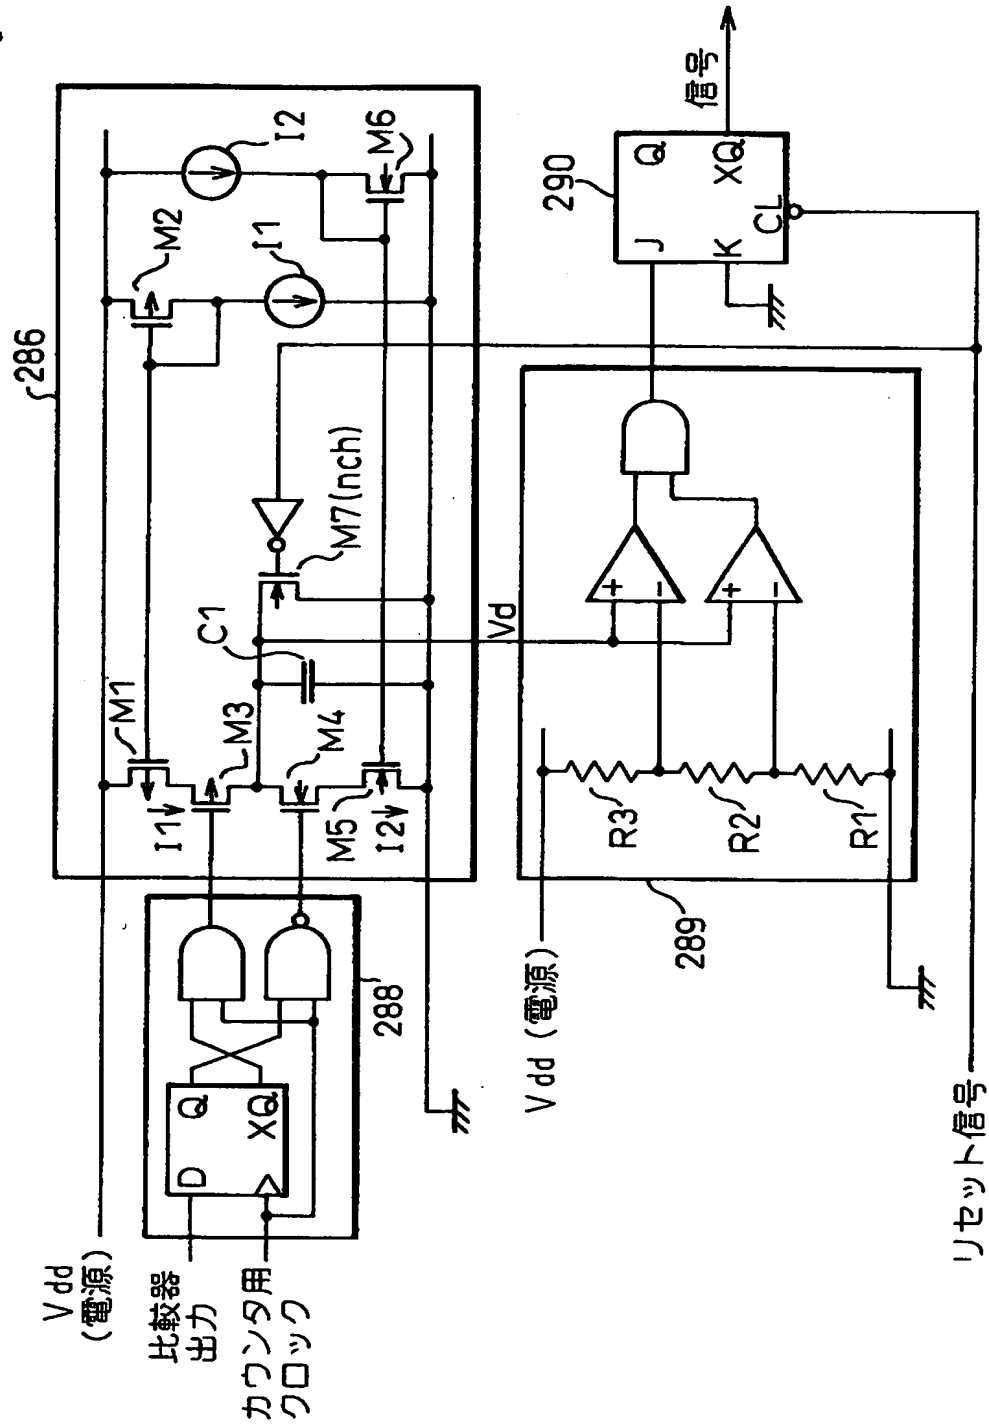 286
M2
I2
I1
M6
M7(nch)
C1
M1
M3
M4
M5
I1
I2
288
D
Q
XQ
Vdd
(電源)
比較器
出力
カウンタ用
クロック
Vd
+
-
+
-
R3
R2
R1
289
Vdd (電源)
290
J
Q
K
XQ
CL
信号
リセット信号